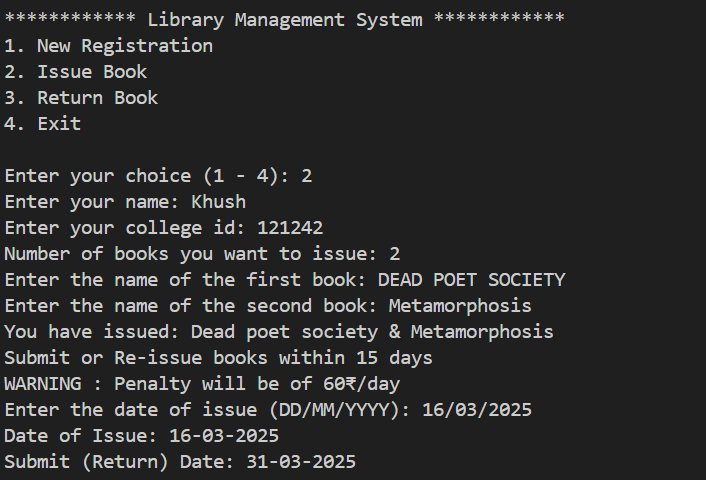 ************ Library Management System ************
1. New Registration
2. Issue Book
3. Return Book
4. Exit
Enter your choice (1 - 4): 2
Enter your name: Khush
Enter your college id: 121242
Number of books you want to issue: 2
Enter the name of the first book: DEAD POET SOCIETY
Enter the name of the second book: Metamorphosis
You have issued: Dead poet society & Metamorphosis
Submit or Re-issue books within 15 days
WARNING : Penalty will be of 60₹/day
Enter the date of issue (DD/MM/YYYY): 16/03/2025
Date of Issue: 16-03-2025
Submit (Return) Date: 31-03-2025